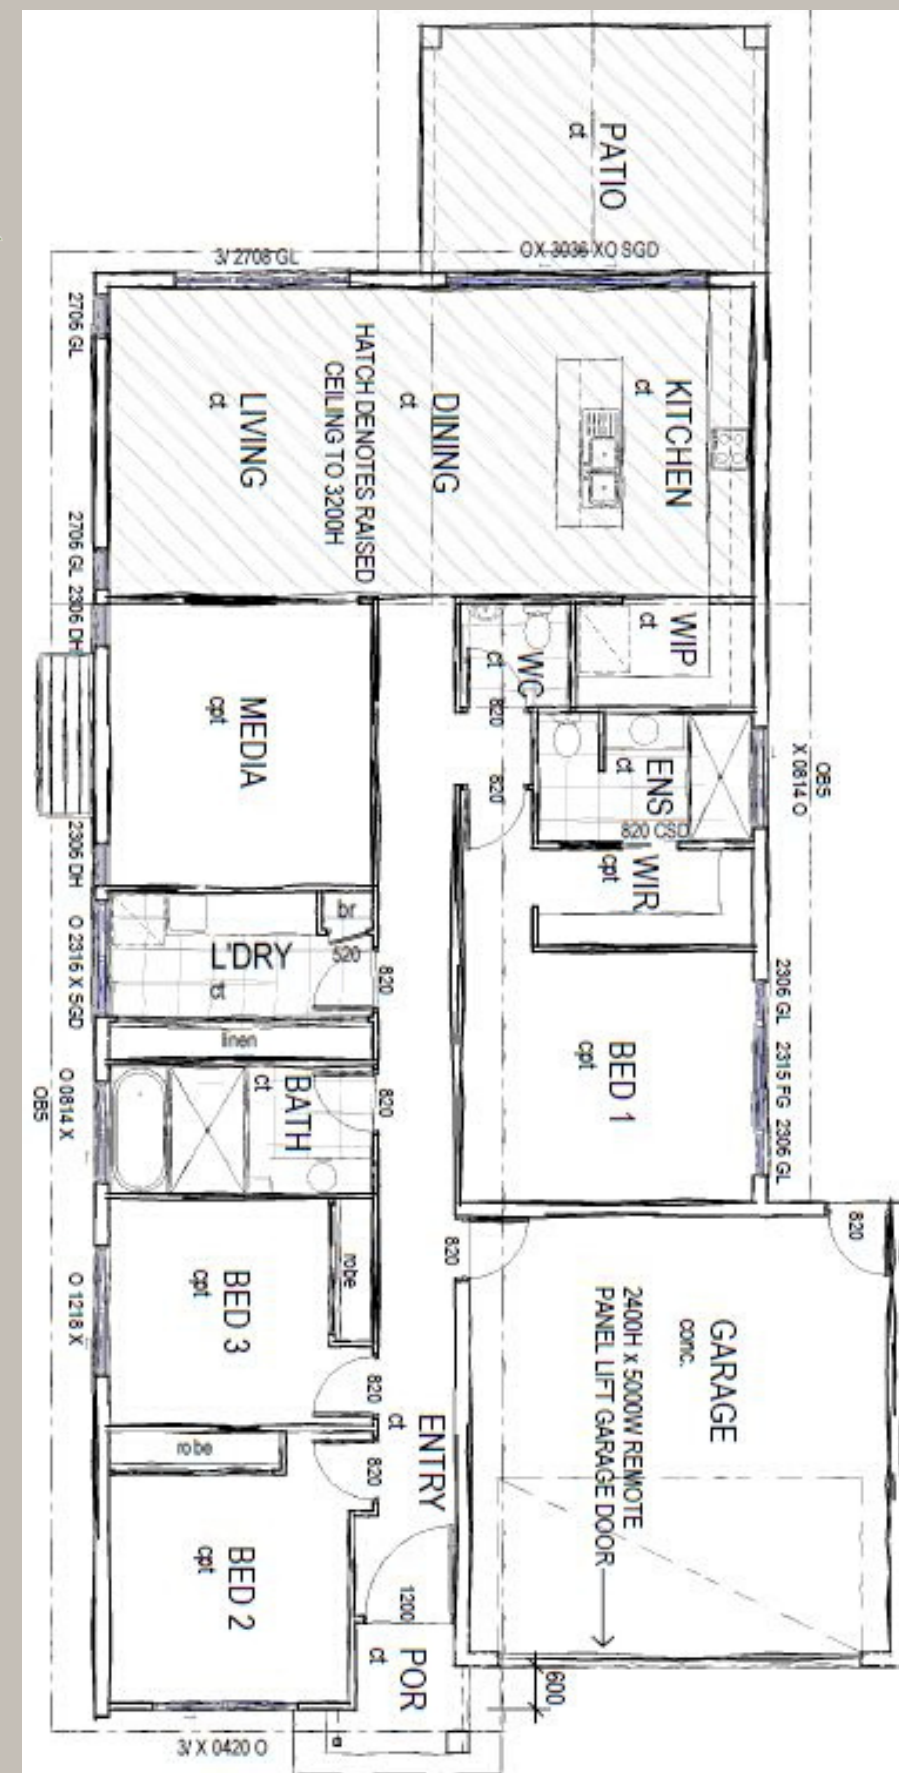 PATIO
ct
3/ 2708 GL
OX 3036 XO SGD
2706 GL
HATCH DENOTES RAISED
CEILING TO 3200H
LIVING
ct
DINING
ct
KITCHEN
ct
2706 GL
2306 DH
WIP
ct
WC
ct
820
MEDIA
cpt
820
ENS
ct
820 CSD
OBS
X 0814 O
2306 DH
WIR
cpt
br
520
L'DRY
ts
820
O 2316 X SGD
linen
2306 GL
2315 FG
2306 GL
BED 1
cpt
BATH
ct
820
O 0814 X
OBS
820
820
robe
BED 3
cpt
O 1218 X
820
GARAGE
conc.
2400H x 5000W REMOTE
PANEL LIFT GARAGE DOOR
ENTRY
ct
robe
820
BED 2
cpt
1200
POR
ct
600
3/ X 0420 O